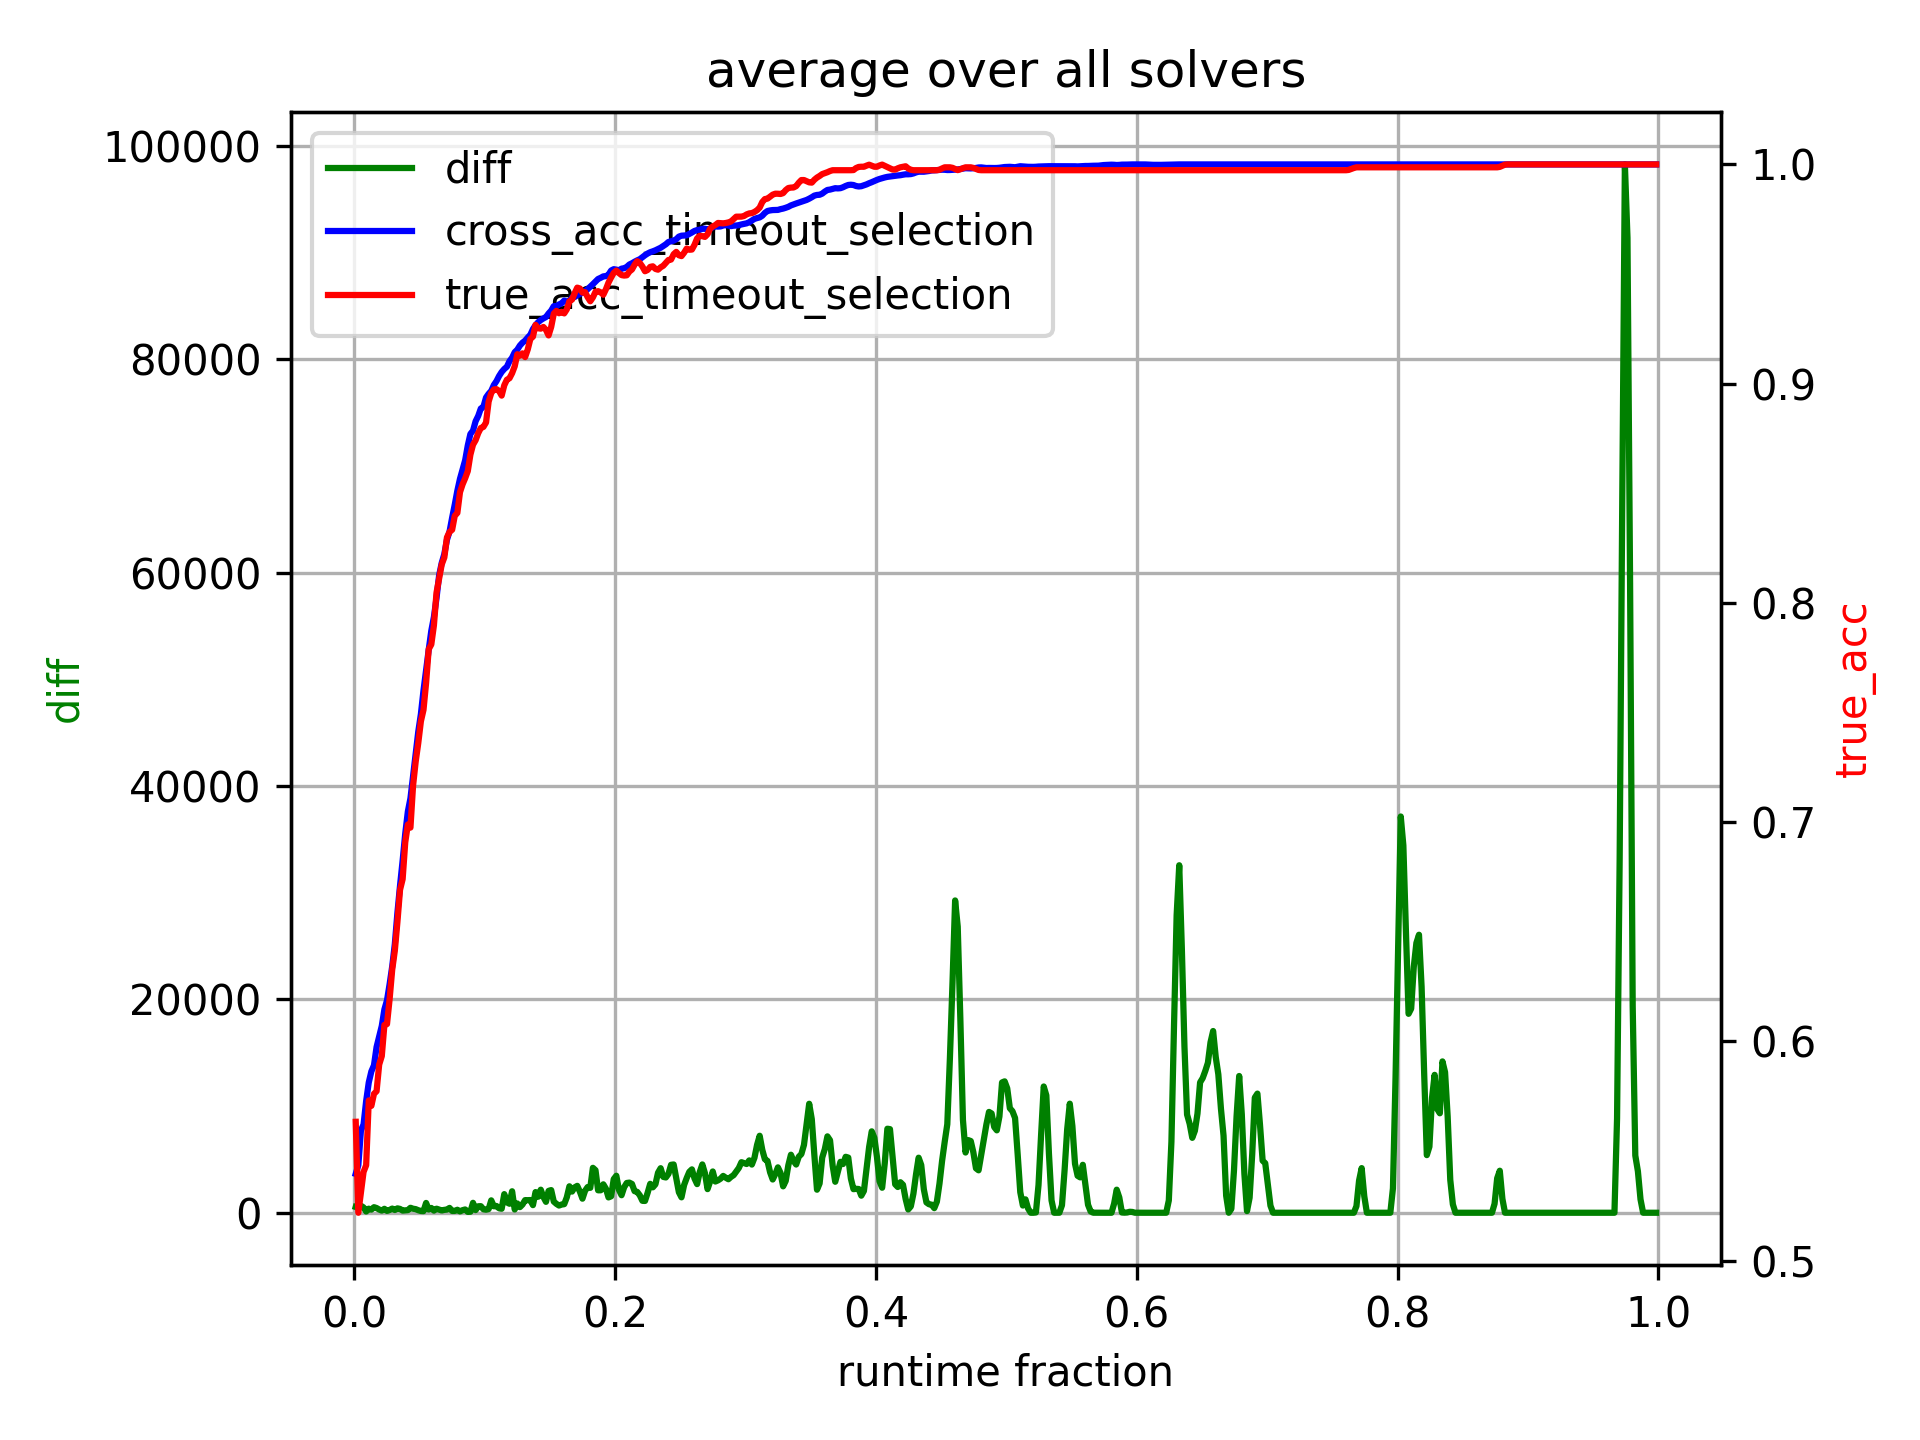 average over all solvers
diff
cross_acc_timeout_selection
true_acc_timeout_selection
100000
80000
60000
40000
20000
0
diff
1.0
0.9
0.8
0.7
0.6
0.5
true_acc
0.0 0.2 0.4 0.6 0.8 1.0
runtime fraction